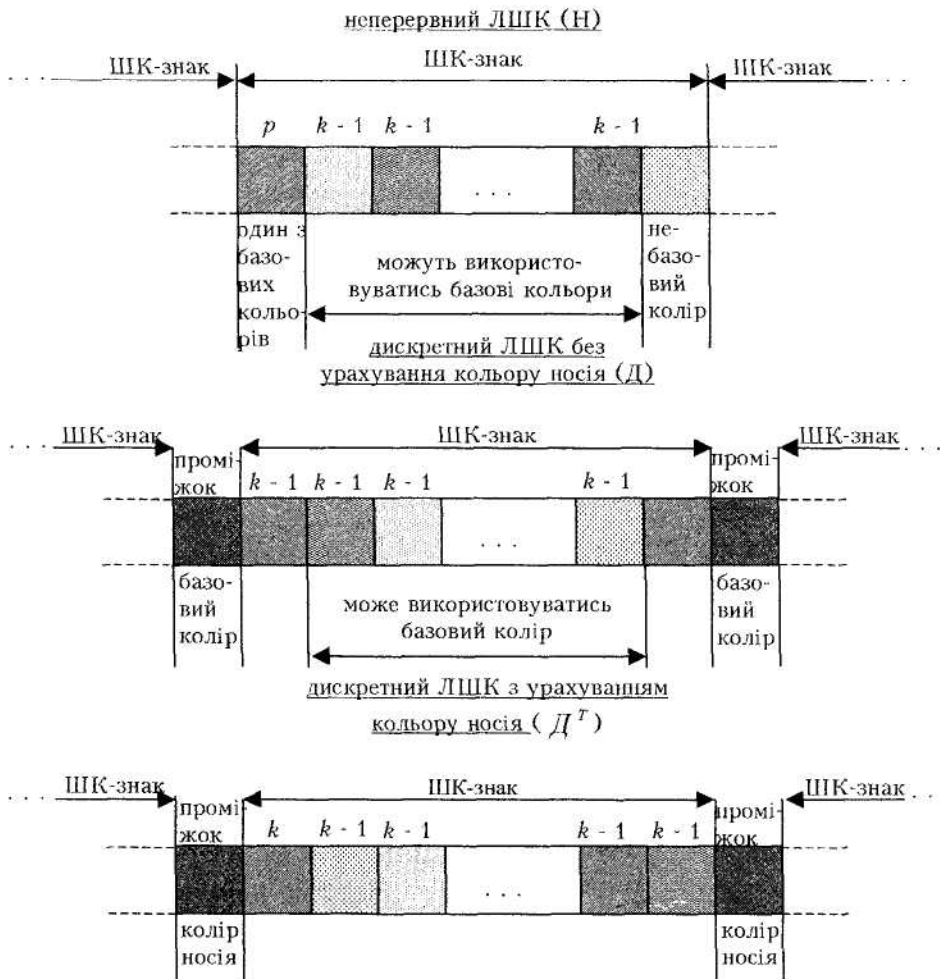 неперервний ЛШК (Н)
. . . ШК-знак ШК-знак ШК-знак . . .
p k - 1 k - 1 k - 1
. . .
один з
базо-
вих
кольо-
рів
можуть використо-
вуватись базові кольори
не-
базо-
вий
колір
дискретний ЛШК без
урахування кольору носія (Д)
. . . ШК-знак ШК-знак ШК-знак . . .
промі-
жок
k - 1 k - 1 k - 1 k - 1
промі-
жок
. . .
базо-
вий
колір
може використовуватись
базовий колір
базо-
вий
колір
дискретний ЛШК з урахуванням
кольору носія ( Д^T )
. . . ШК-знак ШК-знак ШК-знак . . .
промі-
жок
k k - 1 k - 1 k - 1 k - 1
промі-
жок
. . .
колір
носія
колір
носія